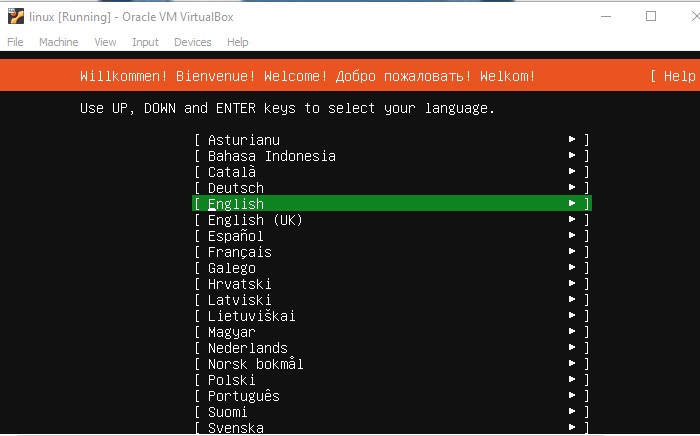 linux [Running] - Oracle VM VirtualBox
File Machine View Input Devices Help
Willkommen! Bienvenue! Welcome! Добро пожаловать! Welkom! [ Help
Use UP, DOWN and ENTER keys to select your language.
[ Asturianu ► ]
[ Bahasa Indonesia ► ]
[ Català ► ]
[ Deutsch ► ]
[ English ► ]
[ English (UK) ► ]
[ Español ► ]
[ Français ► ]
[ Galego ► ]
[ Hrvatski ► ]
[ Latviski ► ]
[ Lietuviškai ► ]
[ Magyar ► ]
[ Nederlands ► ]
[ Norsk bokmål ► ]
[ Polski ► ]
[ Português ► ]
[ Suomi ► ]
[ Svenska ► ]